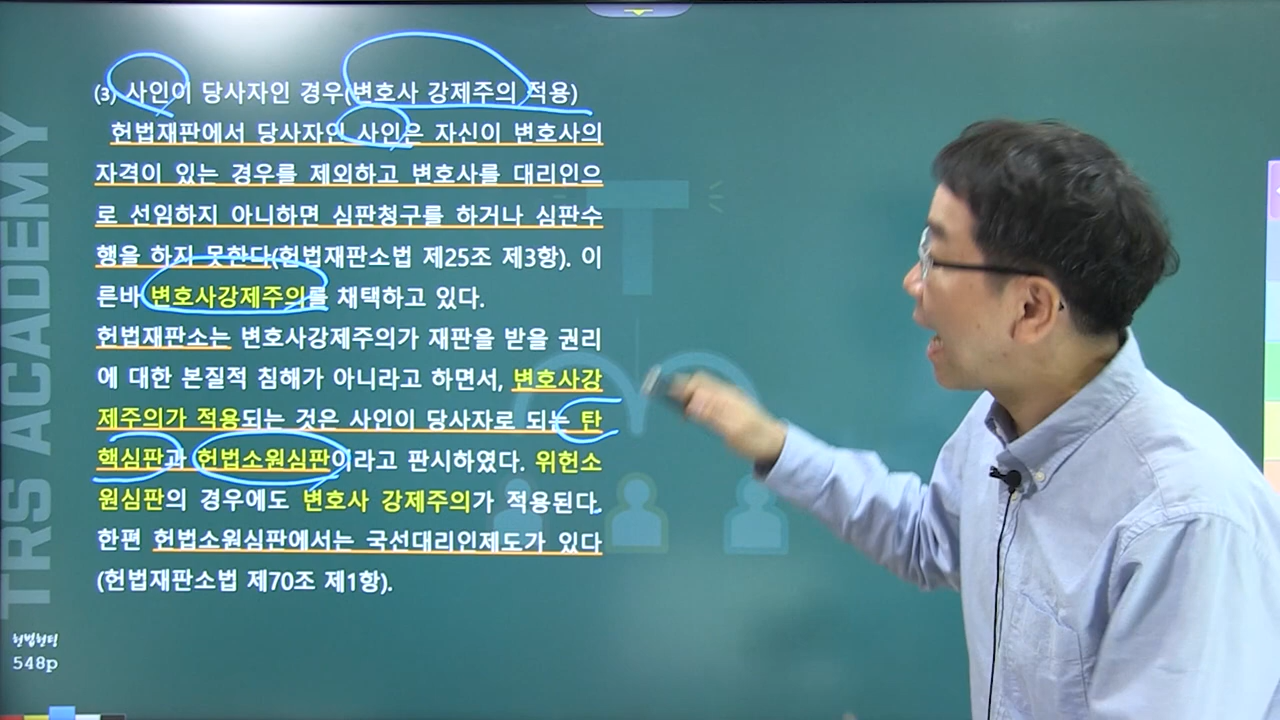 (3) 사인이 당사자인 경우(변호사 강제주의 적용)
헌법재판에서 당사자인 사인은 자신이 변호사의
자격이 있는 경우를 제외하고 변호사를 대리인으
로 선임하지 아니하면 심판청구를 하거나 심판수
행을 하지 못한다(헌법재판소법 제25조 제3항). 이
른바 변호사강제주의를 채택하고 있다.
헌법재판소는 변호사강제주의가 재판을 받을 권리
에 대한 본질적 침해가 아니라고 하면서, 변호사강
제주의가 적용되는 것은 사인이 당사자로 되는 탄
핵심판과 헌법소원심판이라고 판시하였다. 위헌소
원심판의 경우에도 변호사 강제주의가 적용된다.
한편 헌법소원심판에서는 국선대리인제도가 있다
(헌법재판소법 제70조 제1항).
TRS ACADEMY
헌법헌팅
548p